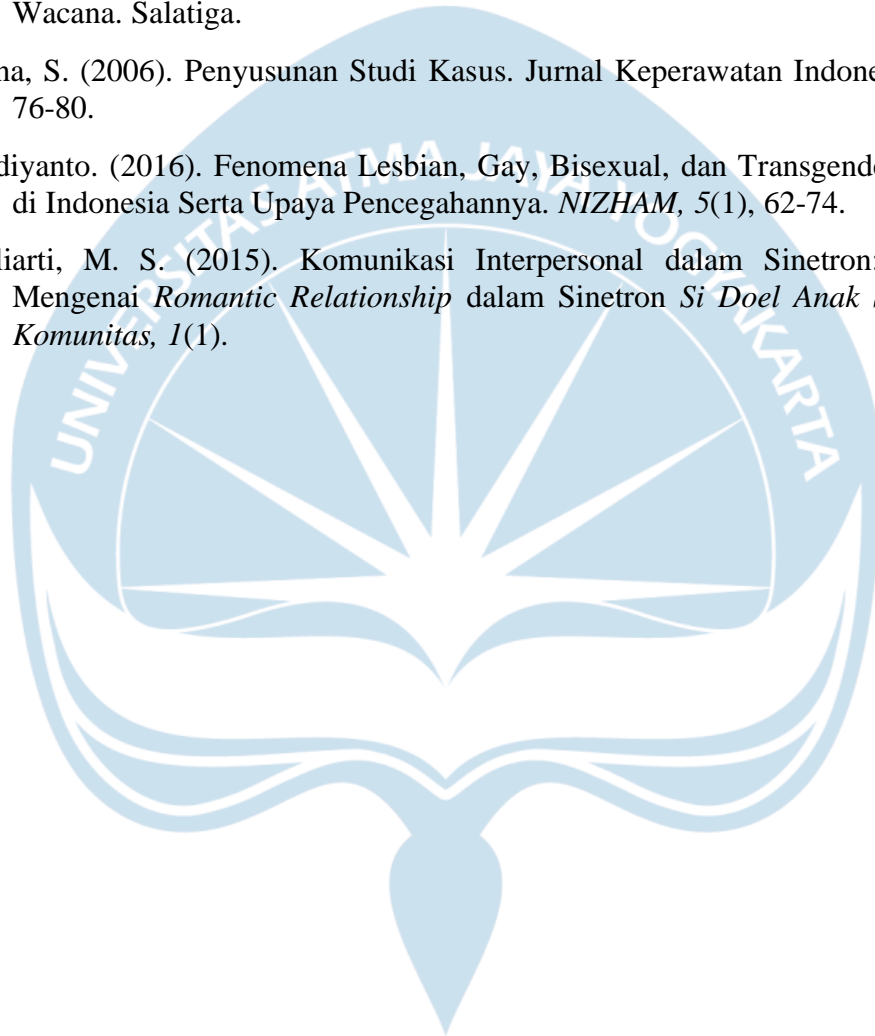 Wacana. Salatiga.
na, S. (2006). Penyusunan Studi Kasus. Jurnal Keperawatan Indone
76-80.
diyanto. (2016). Fenomena Lesbian, Gay, Bisexual, dan Transgende
di Indonesia Serta Upaya Pencegahannya. NIZHAM, 5(1), 62-74.
liarti, M. S. (2015). Komunikasi Interpersonal dalam Sinetron:
Mengenai Romantic Relationship dalam Sinetron Si Doel Anak
Komunitas, 1(1).
UNIVERSITAS ATMA JAYA YOGYAKARTA